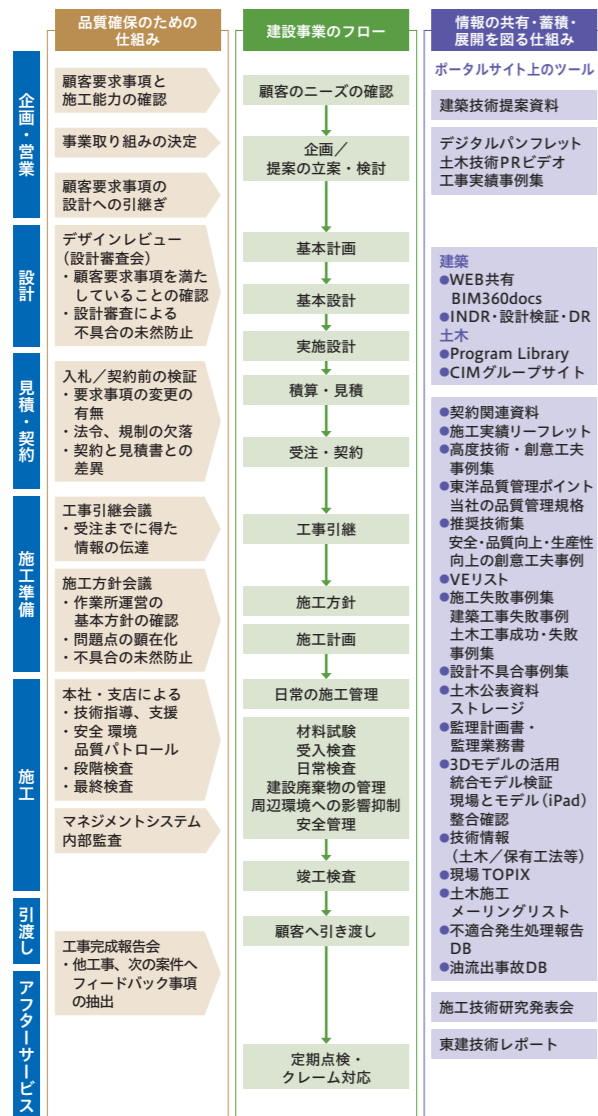 品質確保のための
仕組み
建設事業のフロー
情報の共有・蓄積・
展開を図る仕組み
企画・営業
顧客要求事項と
施工能力の確認
事業取り組みの決定
顧客要求事項の
設計への引継ぎ
設計
デザインレビュー
(設計審査会)
・顧客要求事項を満た
していることの確認
・設計審査による
不具合の未然防止
見積・契約
入札/契約前の検証
・要求事項の変更の
有無
・法令、規制の欠落
・契約と見積書との
差異
施工準備
工事引継会議
・受注までに得た
情報の伝達
施工方針会議
・作業所運営の
基本方針の確認
・問題点の顕在化
・不具合の未然防止
施工
本社・支店による
・技術指導、支援
・安全 環境
品質パトロール
・段階検査
・最終検査
マネジメントシステム
内部監査
引渡し
工事完成報告会
・他工事、次の案件へ
フィードバック事項
の抽出
アフターサービス
顧客のニーズの確認
企画/
提案の立案・検討
基本計画
基本設計
実施設計
積算・見積
受注・契約
工事引継
施工方針
施工計画
日常の施工管理
材料試験
受入検査
日常検査
建設廃棄物の管理
周辺環境への影響抑制
安全管理
竣工検査
顧客へ引き渡し
定期点検・
クレーム対応
ポータルサイト上のツール
建築技術提案資料
デジタルパンフレット
土木技術PRビデオ
工事実績事例集
建築
●WEB共有
BIM360docs
●INDR・設計検証・DR
土木
●Program Library
●CIMグループサイト
●契約関連資料
●施工実績リーフレット
●高度技術・創意工夫
事例集
●東洋品質管理ポイント
当社の品質管理規格
●推奨技術集
安全・品質向上・生産性
向上の創意工夫事例
●VEリスト
●施工失敗事例集
建築工事失敗事例
土木工事成功・失敗
事例集
●設計不具合事例集
●土木公表資料
ストレージ
●監理計画書・
監理業務書
●3Dモデルの活用
統合モデル検証
現場とモデル(iPad)
整合確認
●技術情報
(土木/保有工法等)
●現場TOPIX
●土木施工
メーリングリスト
●不適合発生処理報告
DB
●油流出事故DB
施工技術研究発表会
東建技術レポート